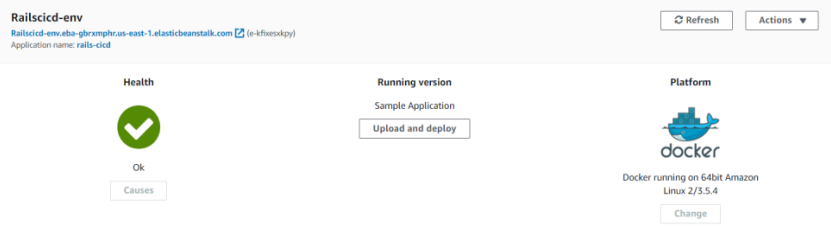 Railscicd-env
Refresh
Actions ▼
Railscicd-env.eba-gbrxmphr.us-east-1.elasticbeanstalk.com (e-kfixesxkpy)
Application name: rails-cicd
Health
Running version
Platform
Sample Application
Upload and deploy
docker
Ok
Docker running on 64bit Amazon
Linux 2/3.5.4
Causes
Change